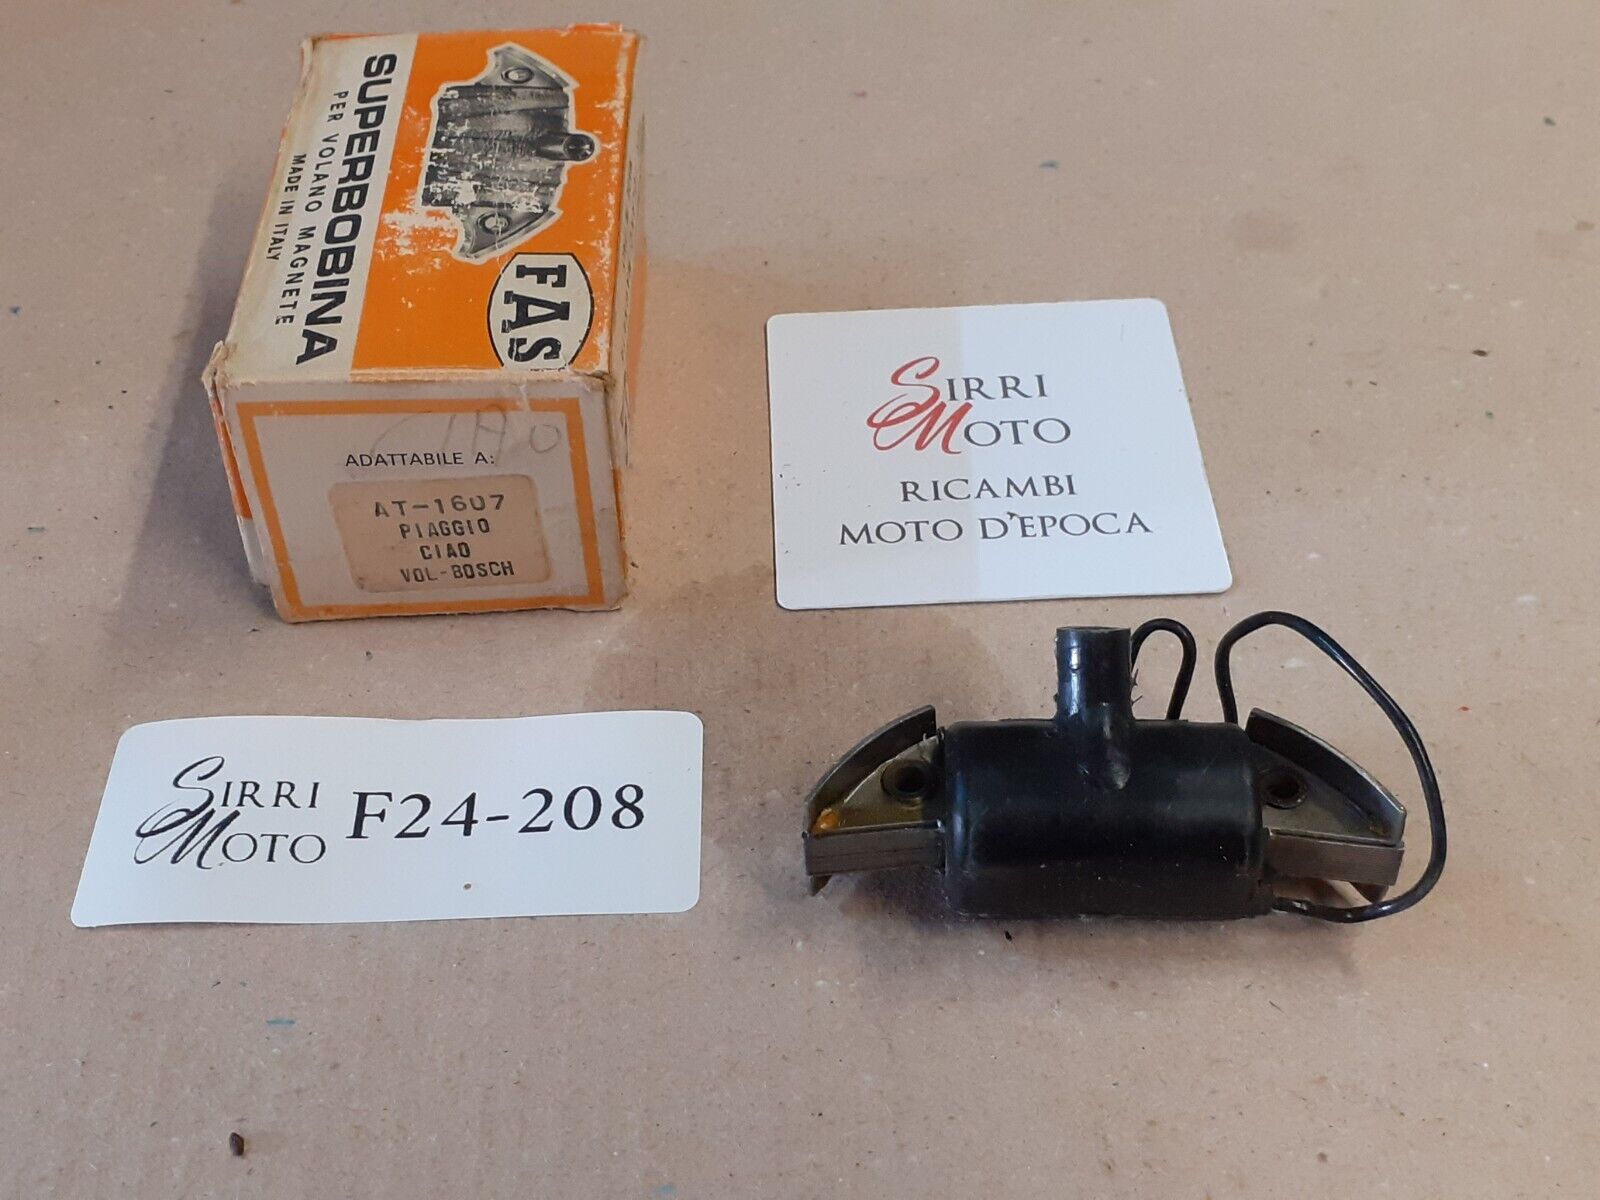 SUPERBOBINA
PER VOLANO MAGNETE
MADE IN ITALY
FAS
CIAO
ADATTABILE A:
AT-1607
PIAGGIO
CIAO
VOL-BOSCH
SIRRI
MOTO
RICAMBI
MOTO D'EPOCA
SIRRI
MOTO
F24-208